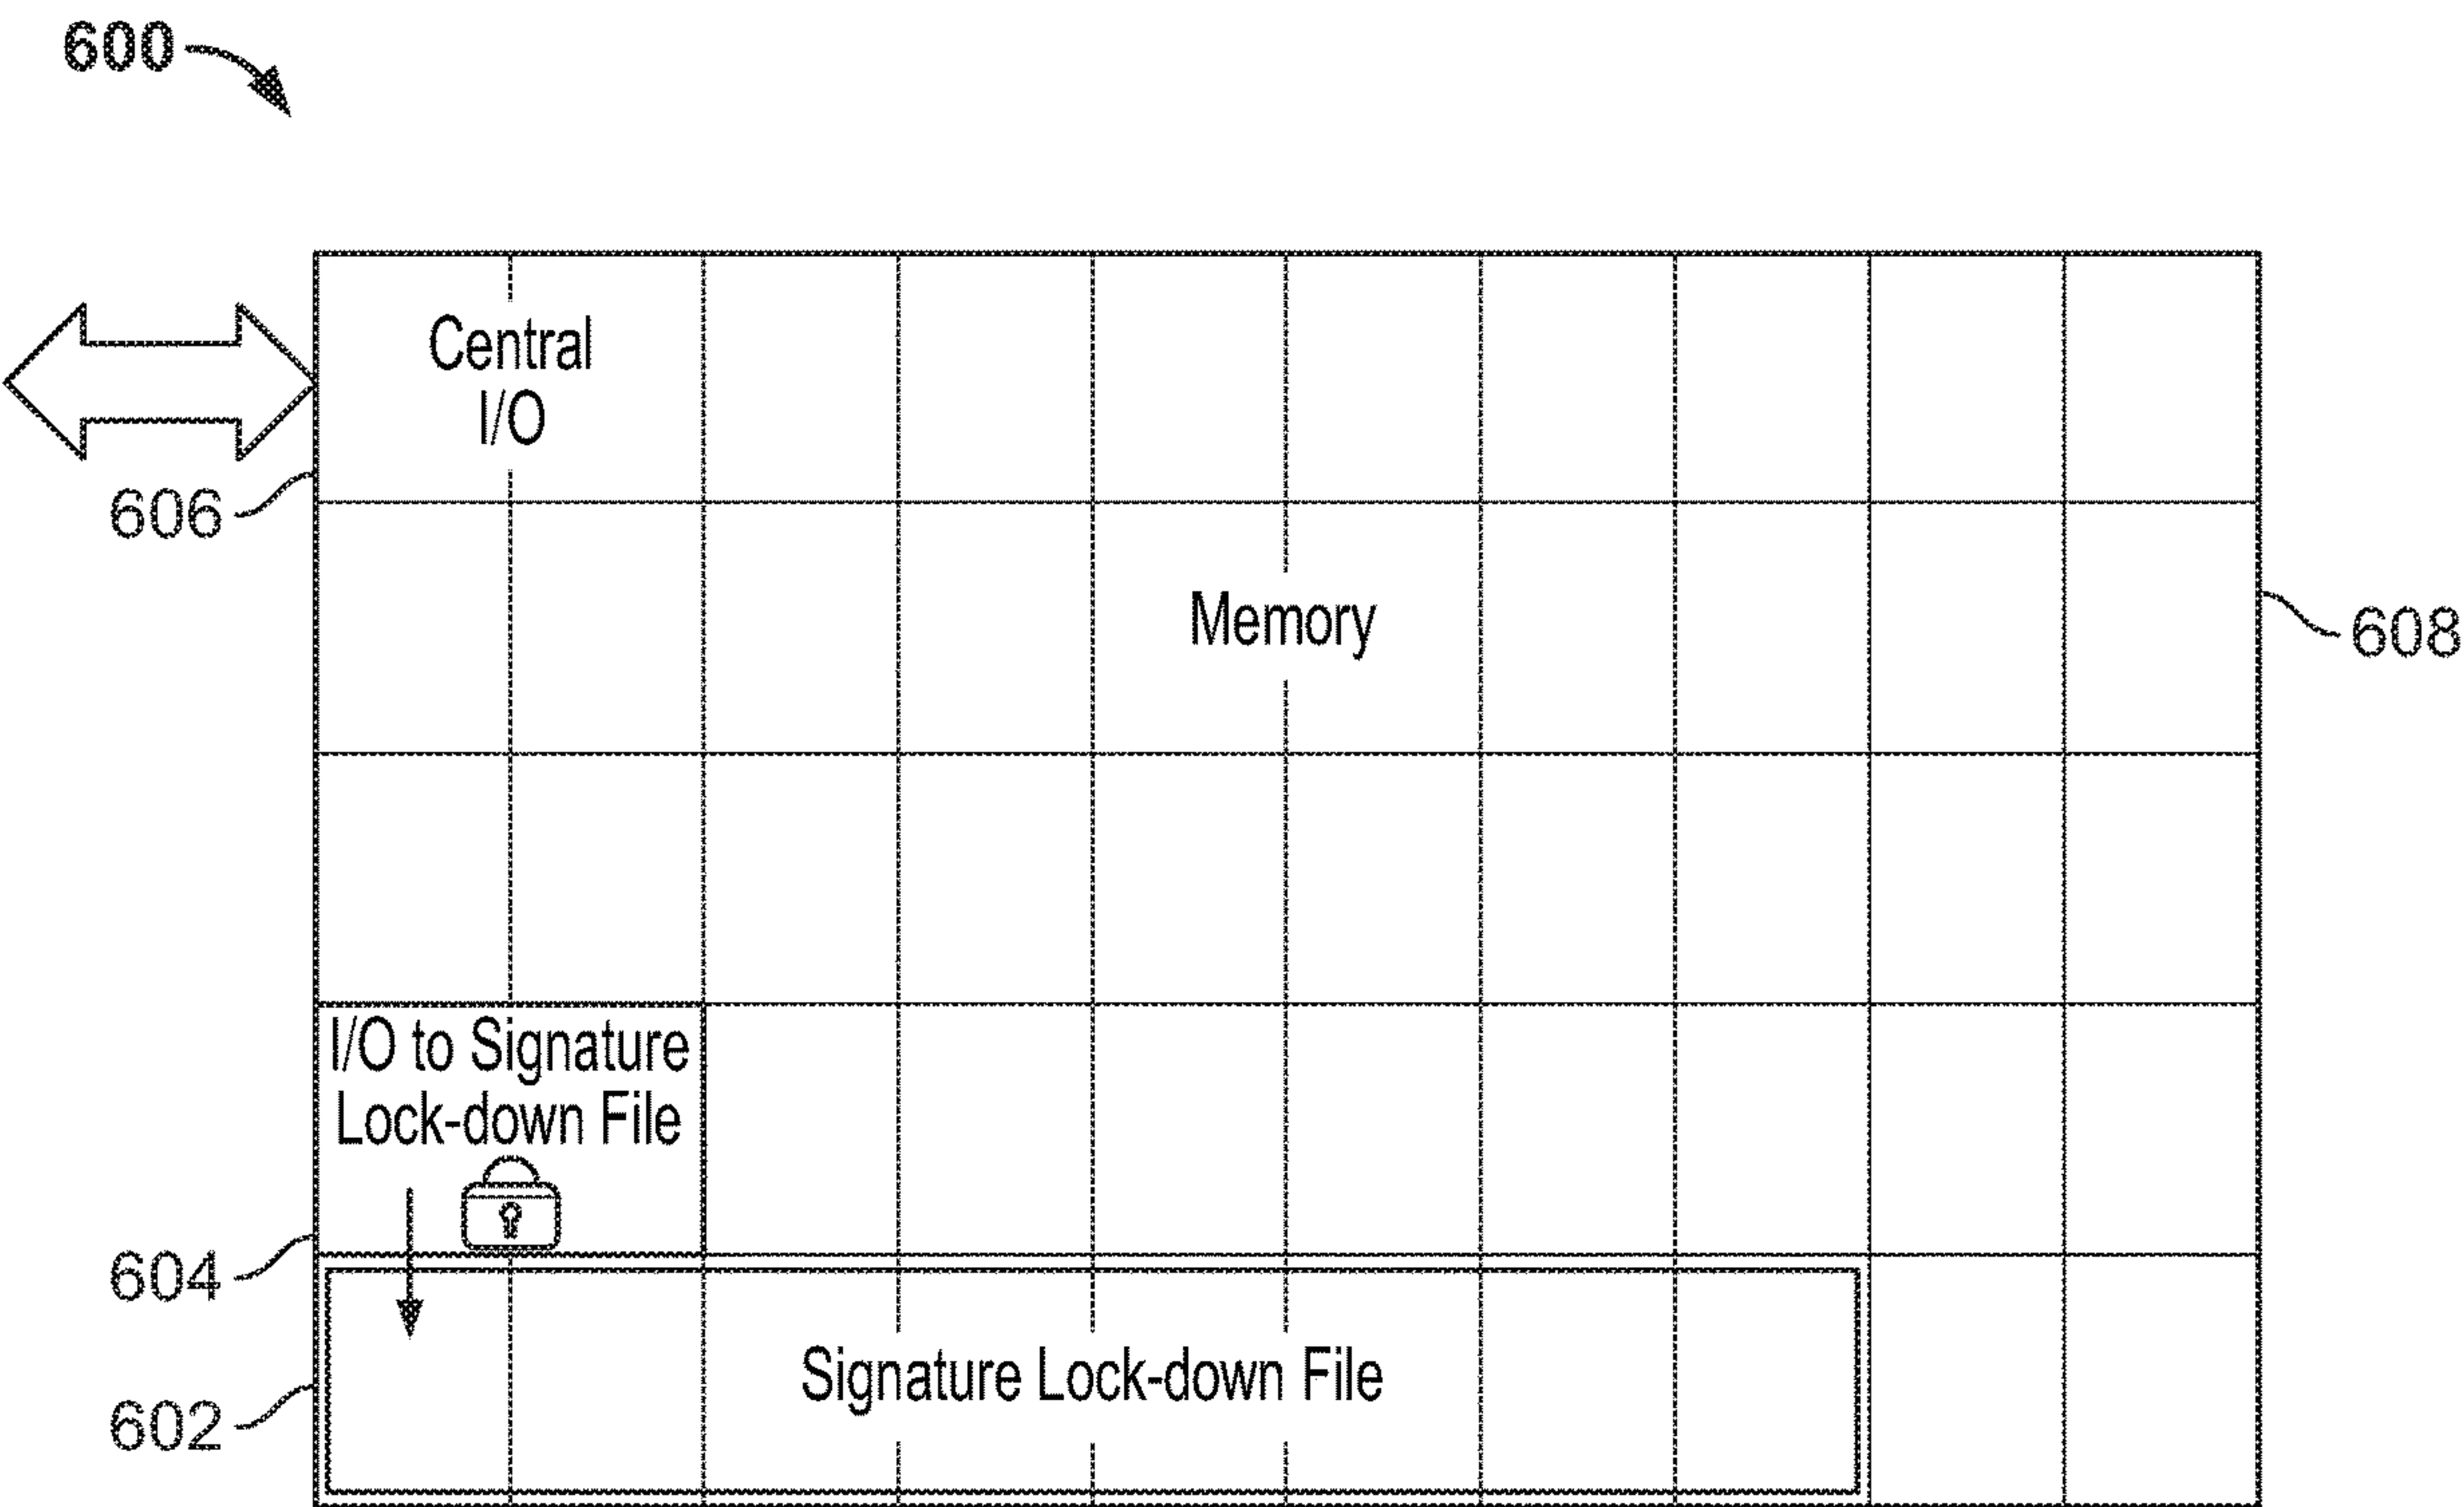 600
Central
I/O
606
Memory
608
I/O to Signature
Lock-down File
604
Signature Lock-down File
602